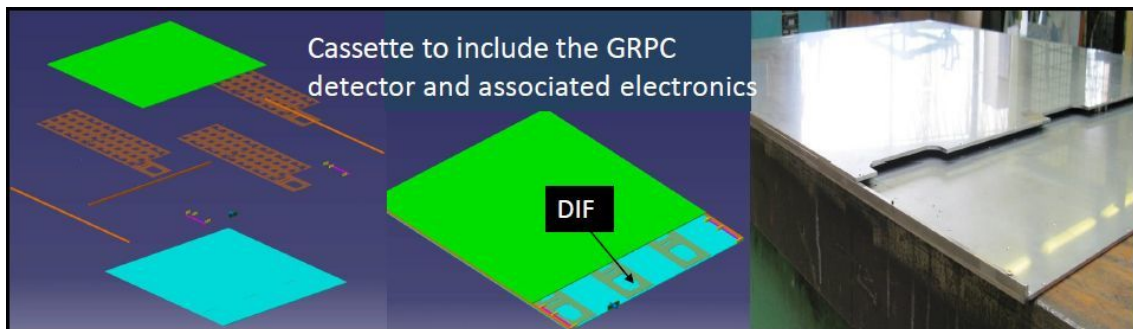 Cassette to include the GRPC
detector and associated electronics
DIF